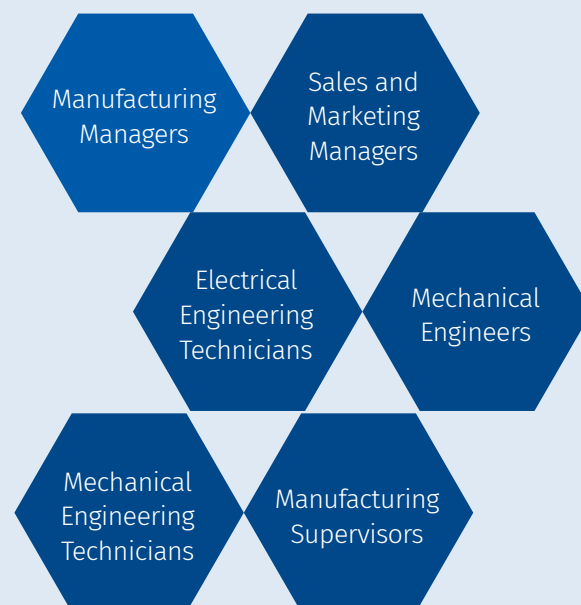 Manufacturing
Managers
Sales and
Marketing
Managers
Electrical
Engineering
Technicians
Mechanical
Engineers
Mechanical
Engineering
Technicians
Manufacturing
Supervisors